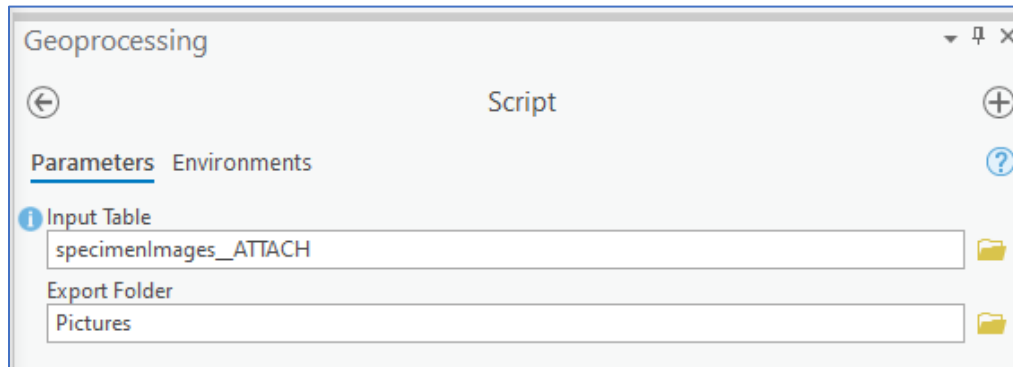 Geoprocessing
Script
Parameters Environments
Input Table
specimenImages__ATTACH
Export Folder
Pictures